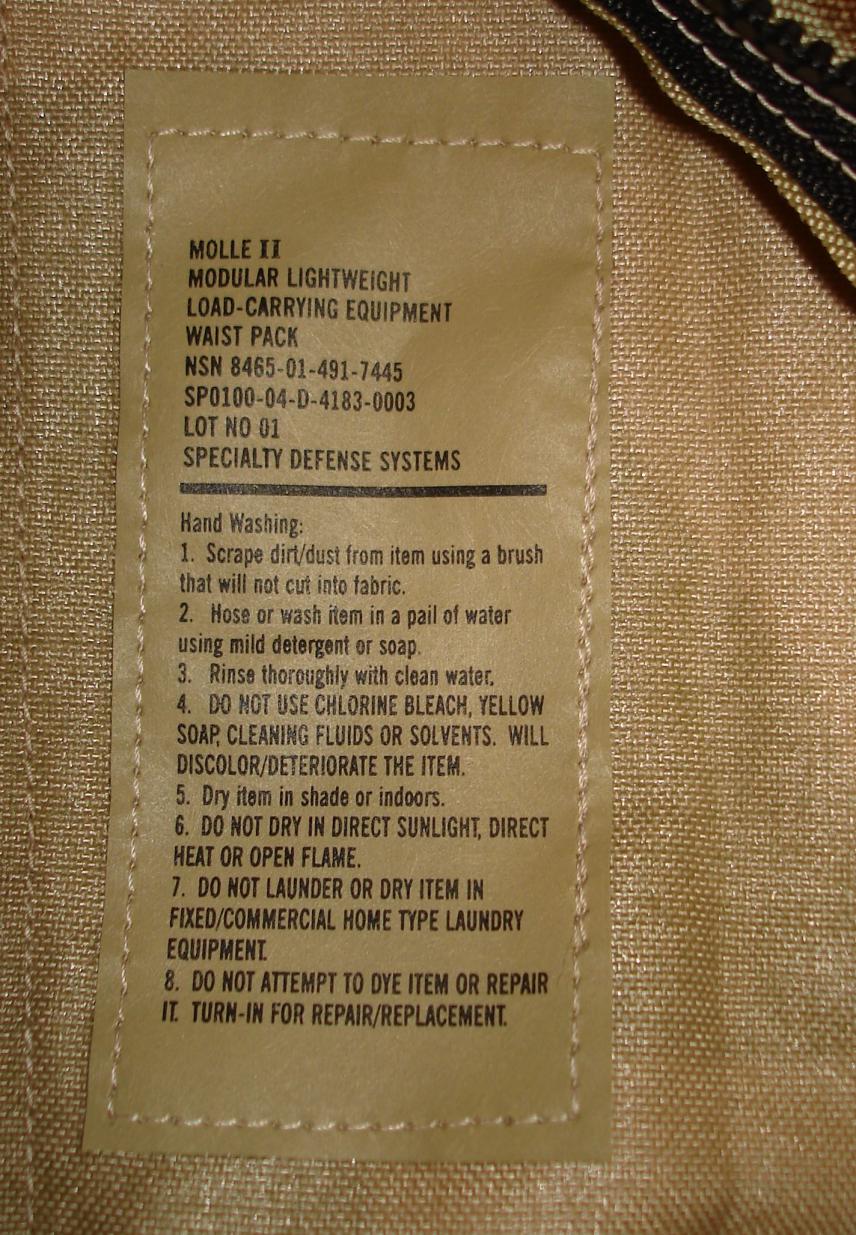 MOLLE II
MODULAR LIGHTWEIGHT
LOAD-CARRYING EQUIPMENT
WAIST PACK
NSN 8465-01-491-7445
SP0100-04-D-4183-0003
LOT NO 01
SPECIALTY DEFENSE SYSTEMS
Hand Washing:
1. Scrape dirt/dust from item using a brush
that will not cut into fabric.
2. Hose or wash item in a pail of water
using mild detergent or soap.
3. Rinse thoroughly with clean water.
4. DO NOT USE CHLORINE BLEACH, YELLOW
SOAP, CLEANING FLUIDS OR SOLVENTS. WILL
DISCOLOR/DETERIORATE THE ITEM.
5. Dry item in shade or indoors.
6. DO NOT DRY IN DIRECT SUNLIGHT, DIRECT
HEAT OR OPEN FLAME.
7. DO NOT LAUNDER OR DRY ITEM IN
FIXED/COMMERCIAL HOME TYPE LAUNDRY
EQUIPMENT.
8. DO NOT ATTEMPT TO DYE ITEM OR REPAIR
IT. TURN-IN FOR REPAIR/REPLACEMENT.